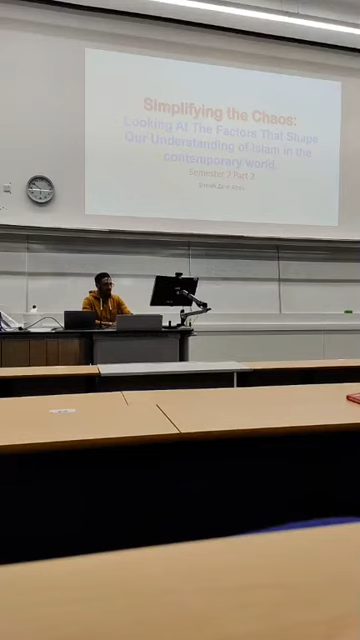 Simplifying the Chaos:
Looking At The Factors That Shape
Our Understanding of Islam in the
contemporary world
Semester 2 Part 2